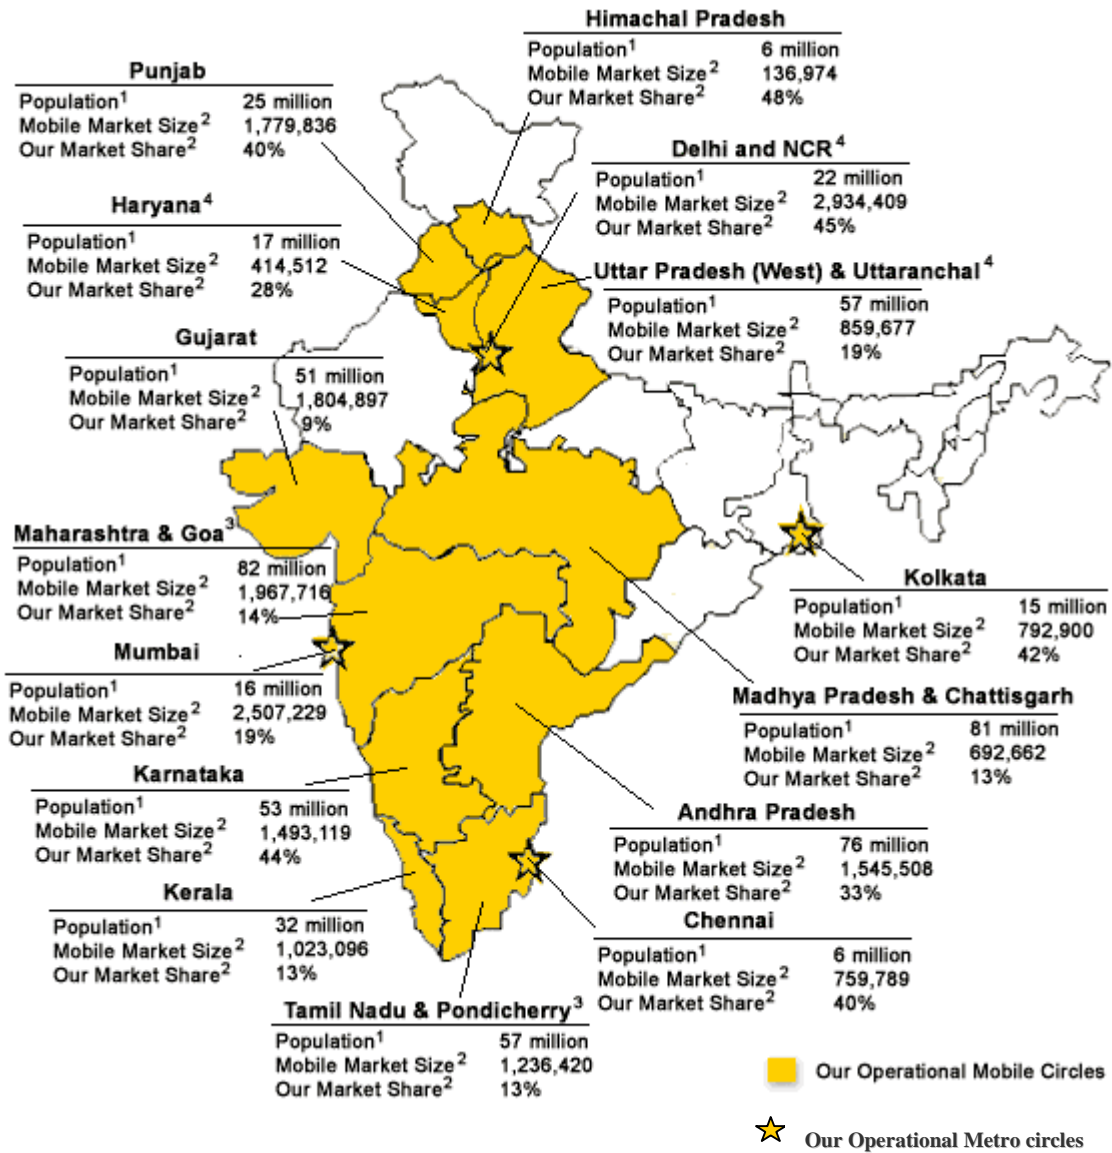 Himachal Pradesh
Population1 6 million
Mobile Market Size2 136,974
Our Market Share2 48%
Punjab
Population1 25 million
Mobile Market Size2 1,779,836
Our Market Share2 40%
Delhi and NCR4
Population1 22 million
Mobile Market Size2 2,934,409
Our Market Share2 45%
Haryana4
Population1 17 million
Mobile Market Size2 414,512
Our Market Share2 28%
Uttar Pradesh (West) & Uttaranchal4
Population1 57 million
Mobile Market Size2 859,677
Our Market Share2 19%
Gujarat
Population1 51 million
Mobile Market Size2 1,804,897
Our Market Share2 9%
Maharashtra & Goa3
Population1 82 million
Mobile Market Size2 1,967,716
Our Market Share2 14%
Kolkata
Population1 15 million
Mobile Market Size2 792,900
Our Market Share2 42%
Mumbai
Population1 16 million
Mobile Market Size2 2,507,229
Our Market Share2 19%
Madhya Pradesh & Chattisgarh
Population1 81 million
Mobile Market Size2 692,662
Our Market Share2 13%
Karnataka
Population1 53 million
Mobile Market Size2 1,493,119
Our Market Share2 44%
Andhra Pradesh
Population1 76 million
Mobile Market Size2 1,545,508
Our Market Share2 33%
Kerala
Population1 32 million
Mobile Market Size2 1,023,096
Our Market Share2 13%
Chennai
Population1 6 million
Mobile Market Size2 759,789
Our Market Share2 40%
Tamil Nadu & Pondicherry3
Population1 57 million
Mobile Market Size2 1,236,420
Our Market Share2 13%
Our Operational Mobile Circles
Our Operational Metro circles